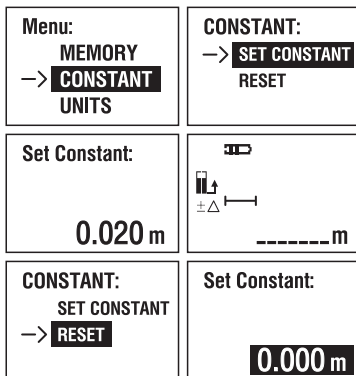 Menu:
MEMORY
–> CONSTANT
UNITS
CONSTANT:
–> SET CONSTANT
RESET
Set Constant:
0.020 m
±△
_______m
CONSTANT:
SET CONSTANT
–> RESET
Set Constant:
0.000 m